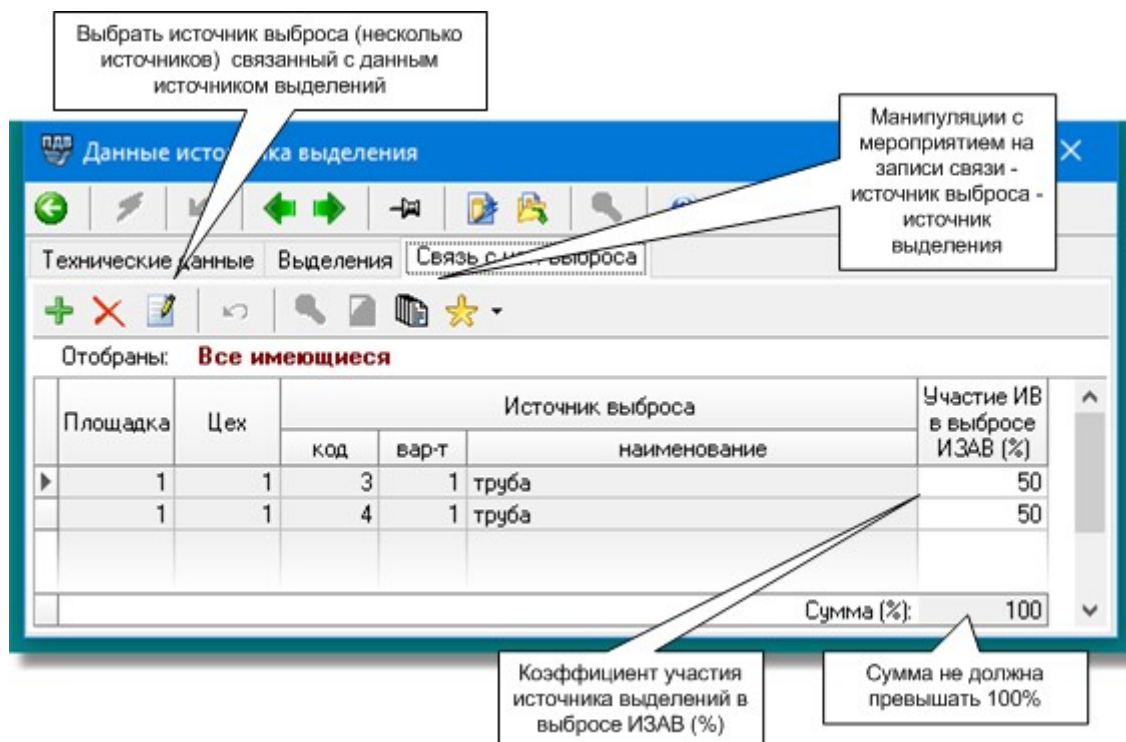 Выбрать источник выброса (несколько
источников) связанный с данным
источником выделений
Манипуляции с
мероприятием на
записи связи -
источник выброса -
источник
выделения
ПДВ
Данные источника выделения
Технические данные Выделения Связь с ист. выброса
Отобраны: Все имеющиеся
Площадка Цех Источник выброса Участие ИВ
в выбросе
ИЗАВ (%)
код вар-т наименование
1 1 3 1 труба 50
1 1 4 1 труба 50
Сумма (%): 100
Коэффициент участия
источника выделений в
выбросе ИЗАВ (%)
Сумма не должна
превышать 100%